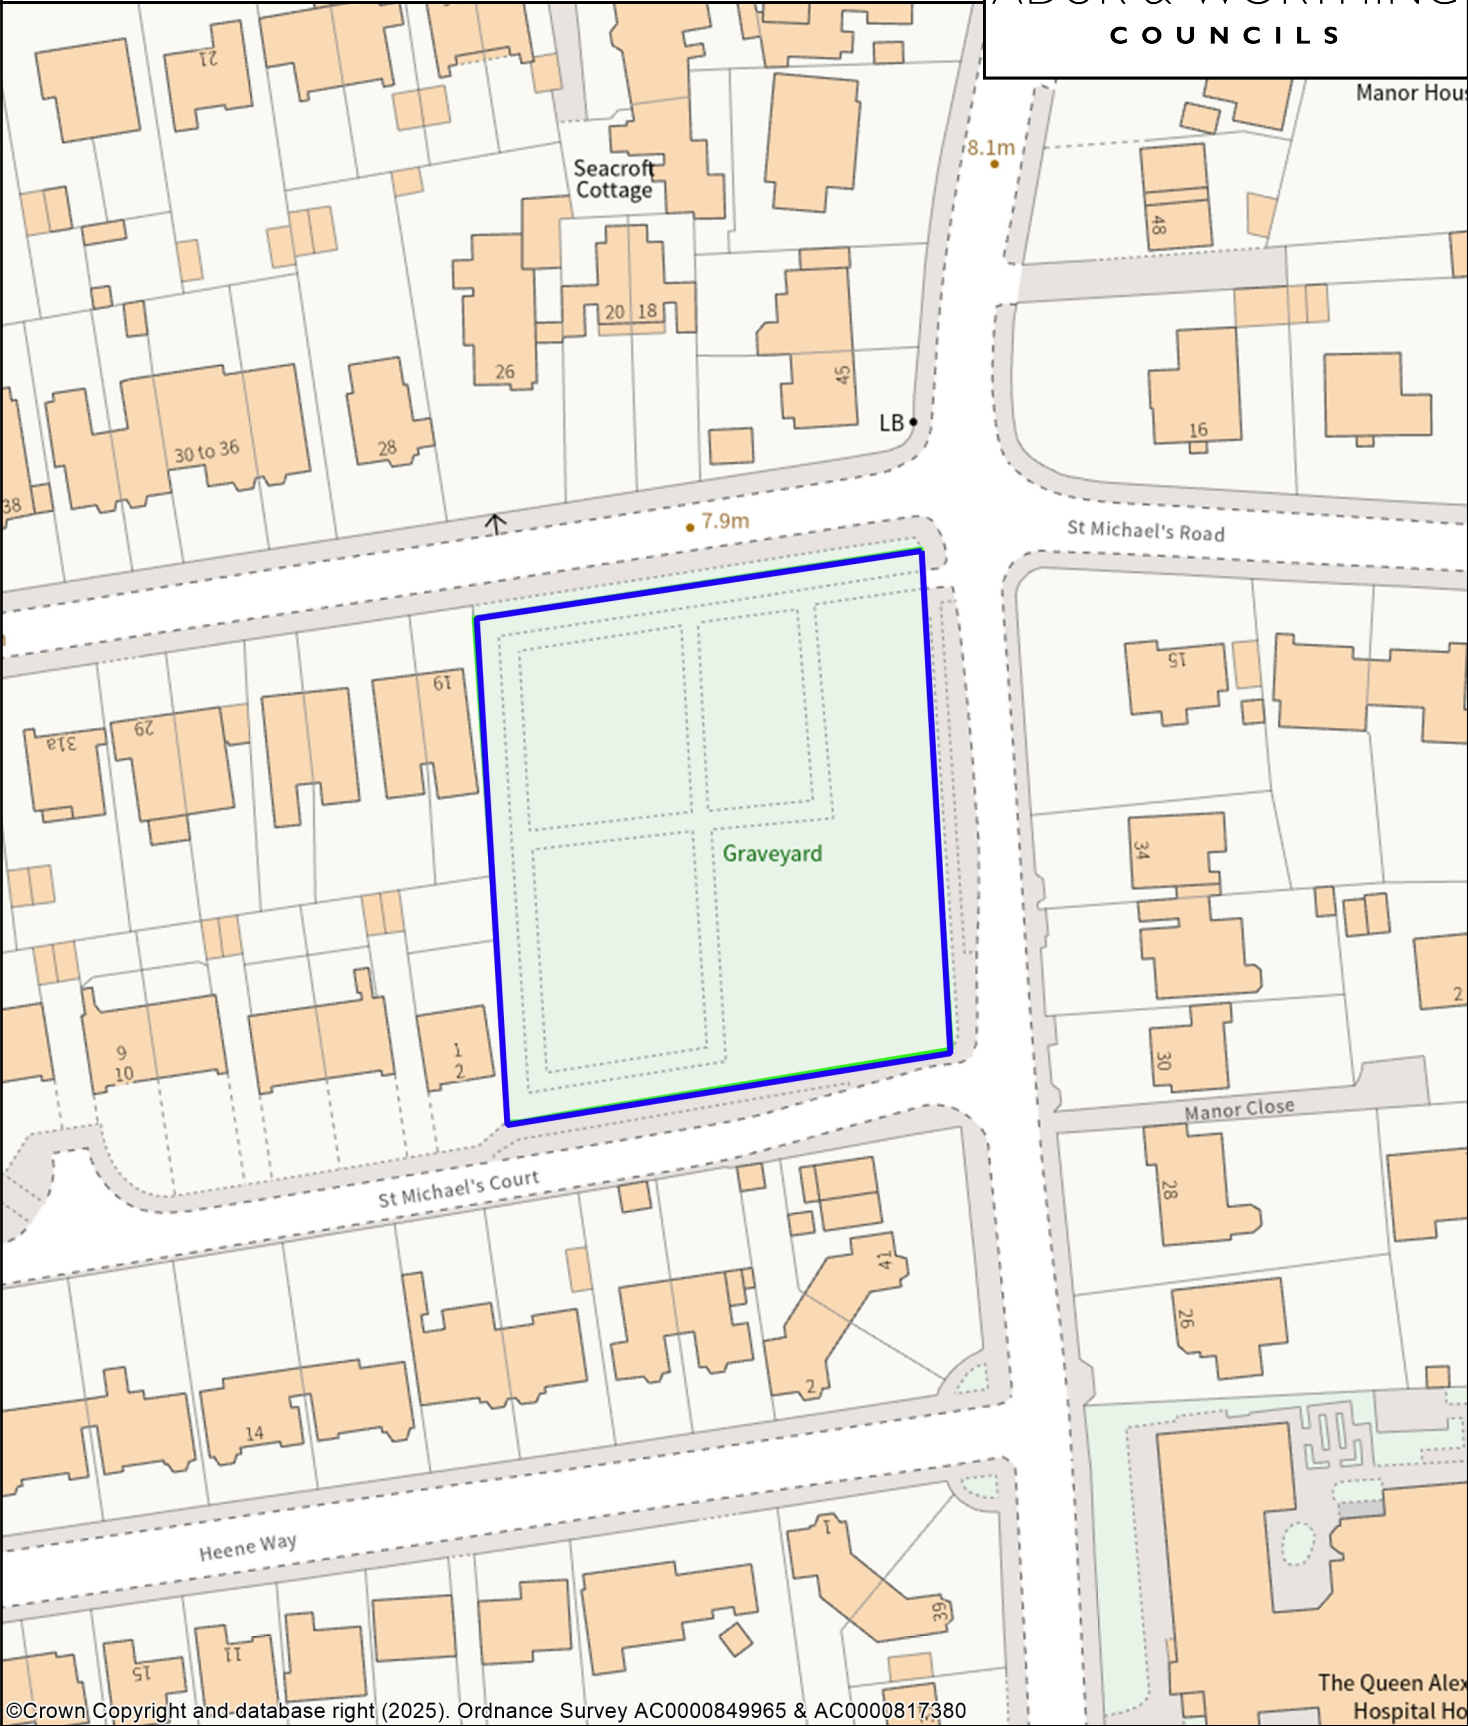 ADUR & WORTHING
COUNCILS
Manor Hous
21
8.1m
Seacroft
Cottage
48
20 18
26
45
LB
16
30 to 36
28
38
7.9m
St Michael's Road
15
19
29
31a
34
Graveyard
2
9
10
1
2
30
Manor Close
St Michael's Court
28
41
26
2
14
Heene Way
1
39
11
15
The Queen Alex
Hospital Ho
©Crown Copyright and database right (2025). Ordnance Survey AC0000849965 & AC0000817380